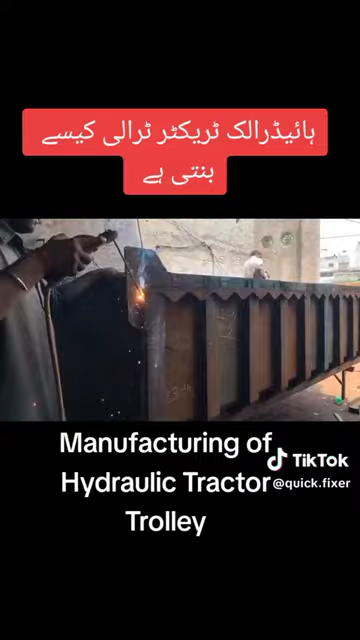 ہائیڈرالک ٹریکٹر ٹرالی کیسے
بنتی ہے
Manufacturing of
Hydraulic Tractor
Trolley
TikTok
@quick.fixer